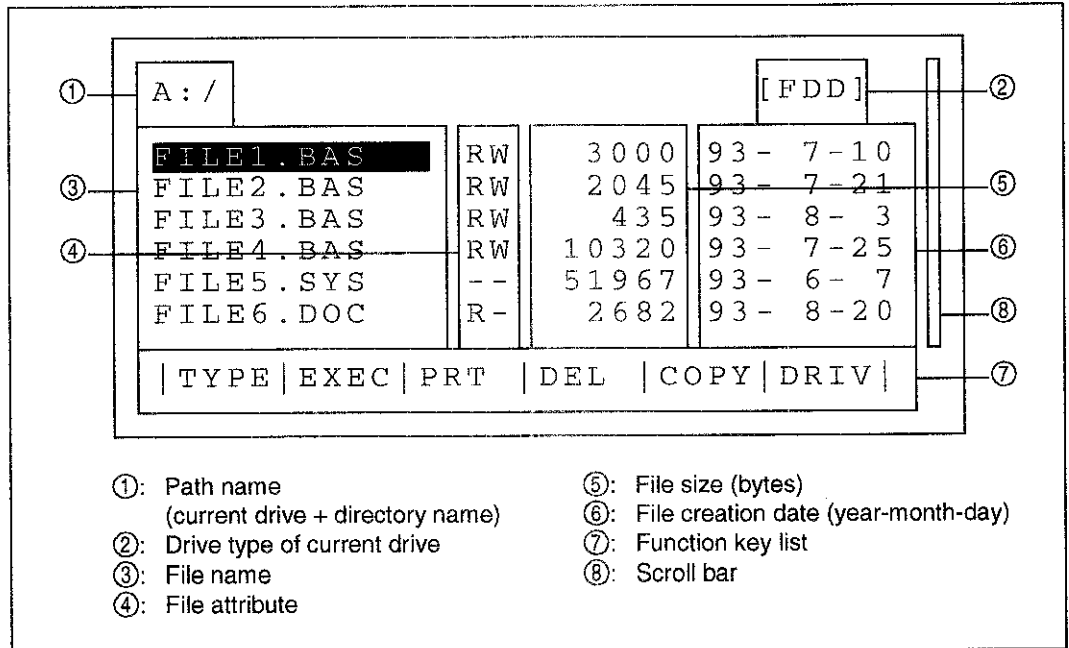 ① A:/ [FDD] ②
FILE1.BAS RW 3000 93- 7-10
③ FILE2.BAS RW 2045 93- 7-21 ⑤
FILE3.BAS RW 435 93- 8- 3
④ FILE4.BAS RW 10320 93- 7-25 ⑥
FILE5.SYS -- 51967 93- 6- 7
FILE6.DOC R- 2682 93- 8-20 ⑧
|TYPE|EXEC|PRT |DEL |COPY|DRIV| ⑦
①: Path name
(current drive + directory name)
②: Drive type of current drive
③: File name
④: File attribute
⑤: File size (bytes)
⑥: File creation date (year-month-day)
⑦: Function key list
⑧: Scroll bar